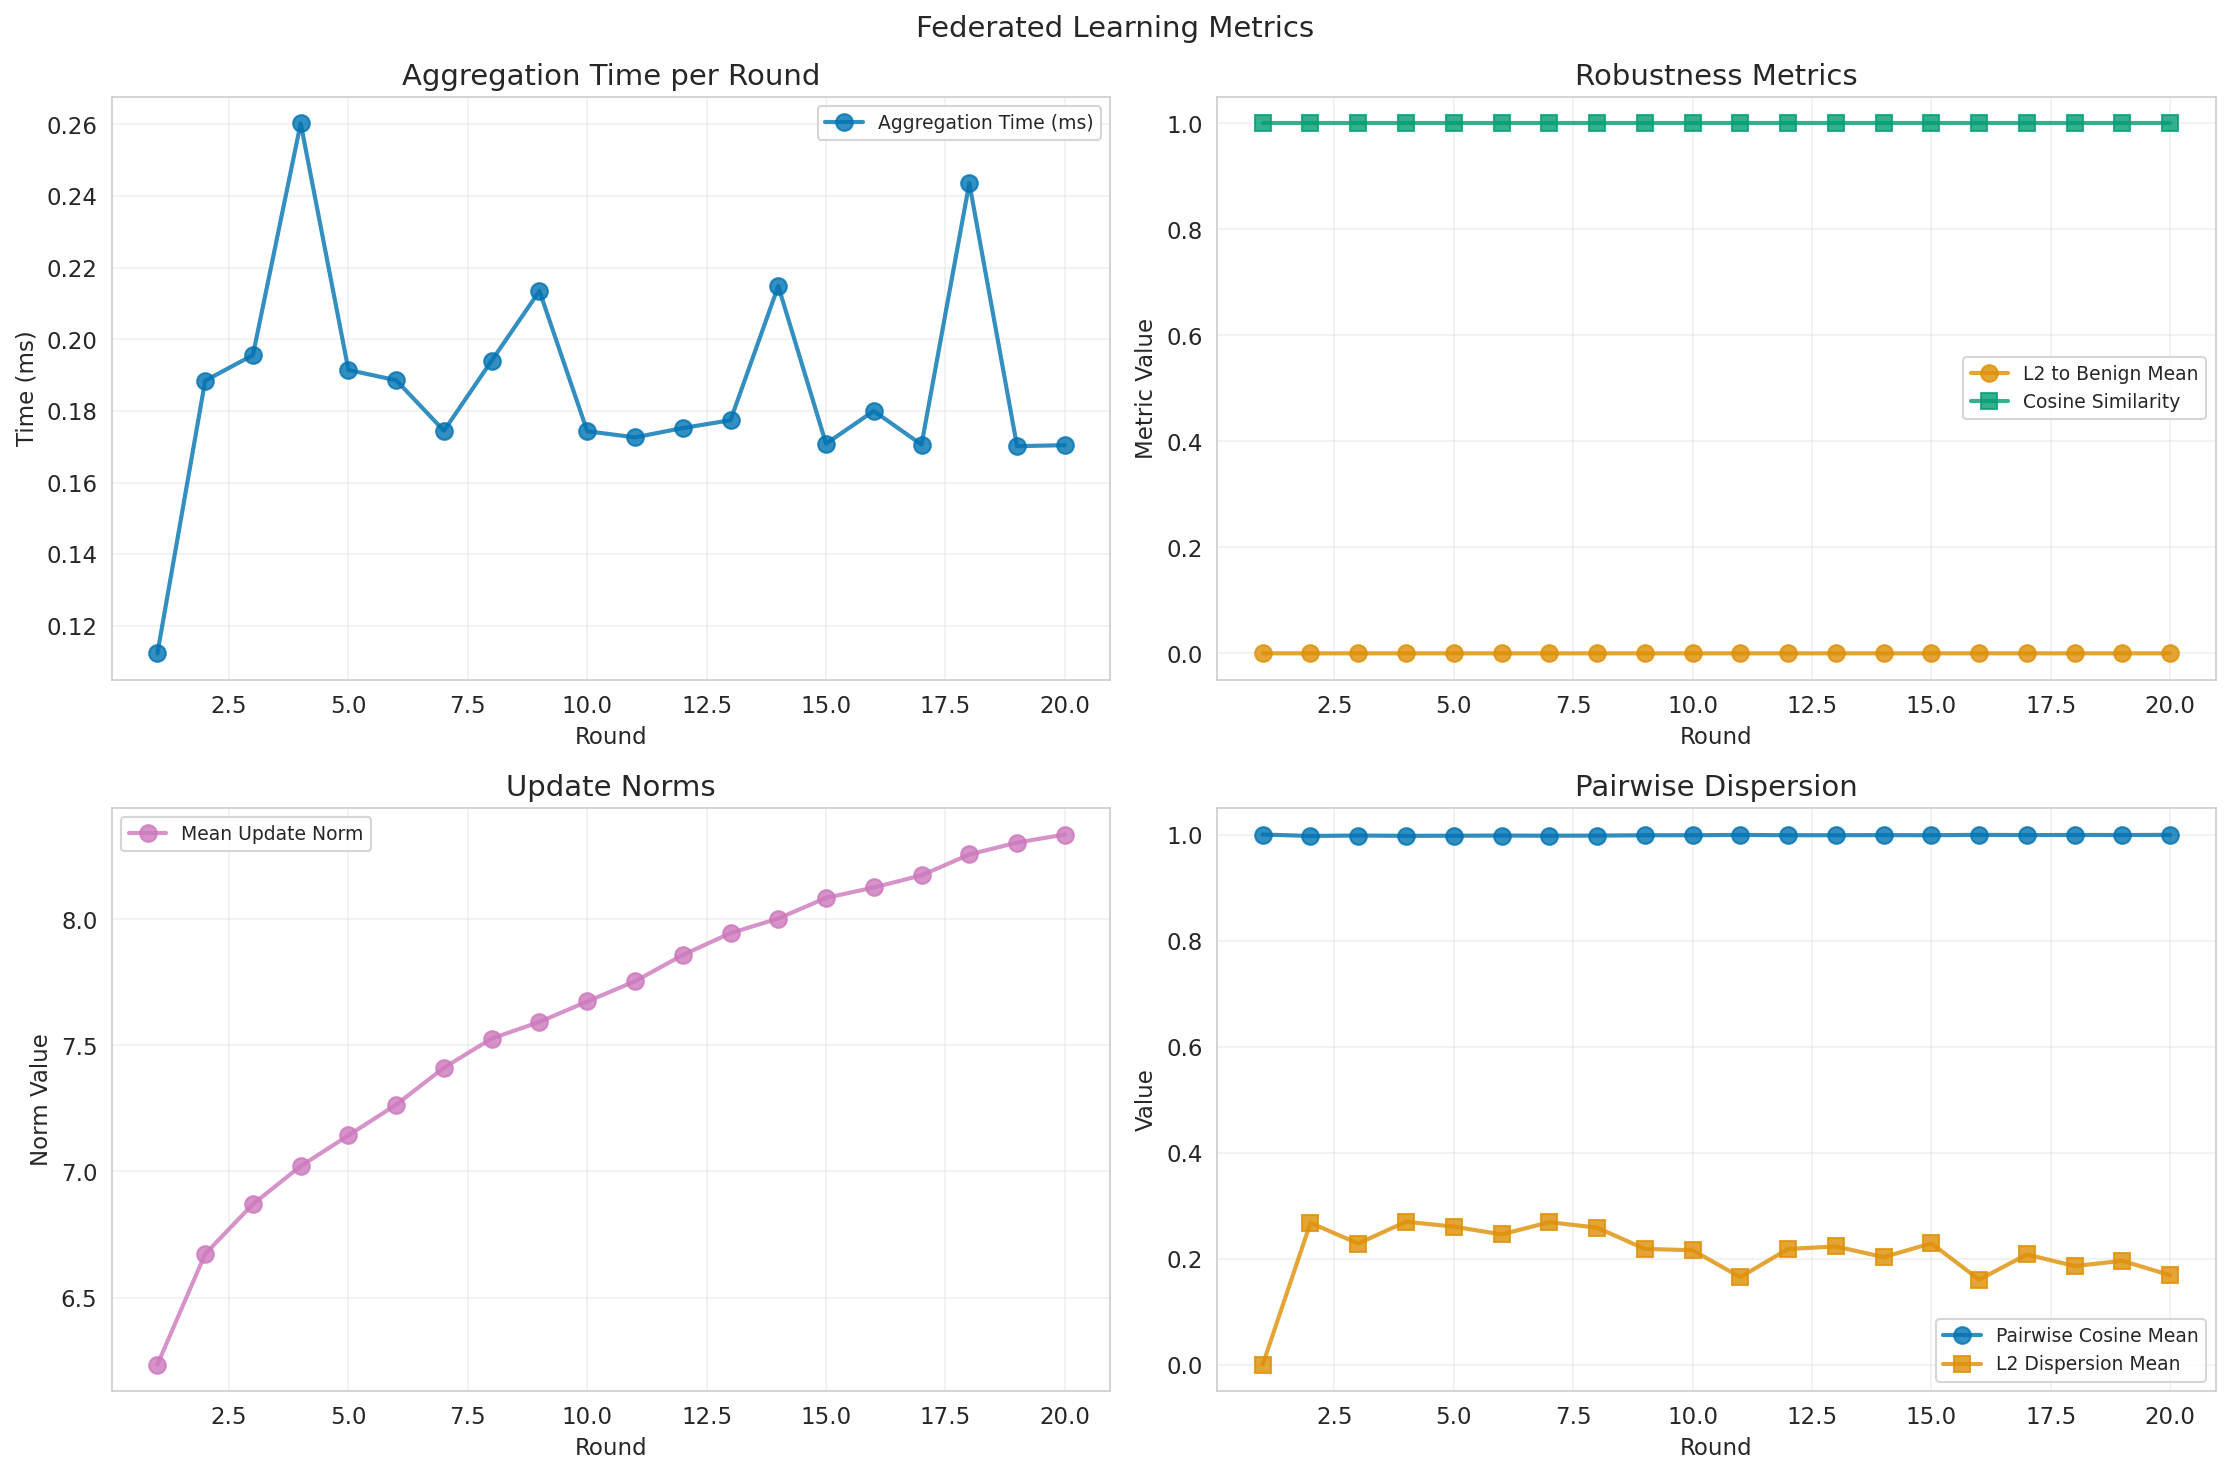 Federated Learning Metrics
Aggregation Time per Round
Aggregation Time (ms)
Time (ms)
0.26
0.24
0.22
0.20
0.18
0.16
0.14
0.12
2.5 5.0 7.5 10.0 12.5 15.0 17.5 20.0
Round
Robustness Metrics
Metric Value
1.0
0.8
0.6
0.4
0.2
0.0
L2 to Benign Mean
Cosine Similarity
2.5 5.0 7.5 10.0 12.5 15.0 17.5 20.0
Round
Update Norms
Mean Update Norm
Norm Value
8.0
7.5
7.0
6.5
2.5 5.0 7.5 10.0 12.5 15.0 17.5 20.0
Round
Pairwise Dispersion
Value
1.0
0.8
0.6
0.4
0.2
0.0
Pairwise Cosine Mean
L2 Dispersion Mean
2.5 5.0 7.5 10.0 12.5 15.0 17.5 20.0
Round